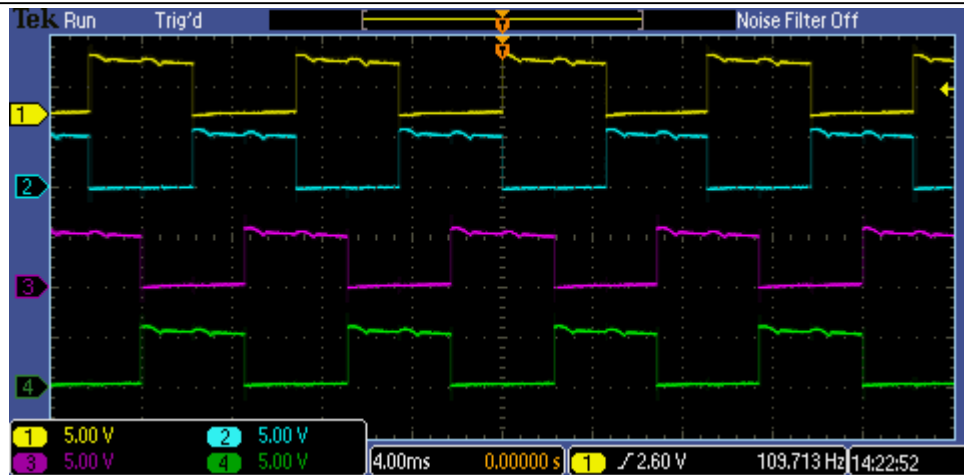 Tek Run Trig'd Noise Filter Off
T
T
1
2
3
4
1 5.00 V 2 5.00 V
3 5.00 V 4 5.00 V
4.00ms 0.00000 s 1 2.60 V 109.713 Hz 14:22:52